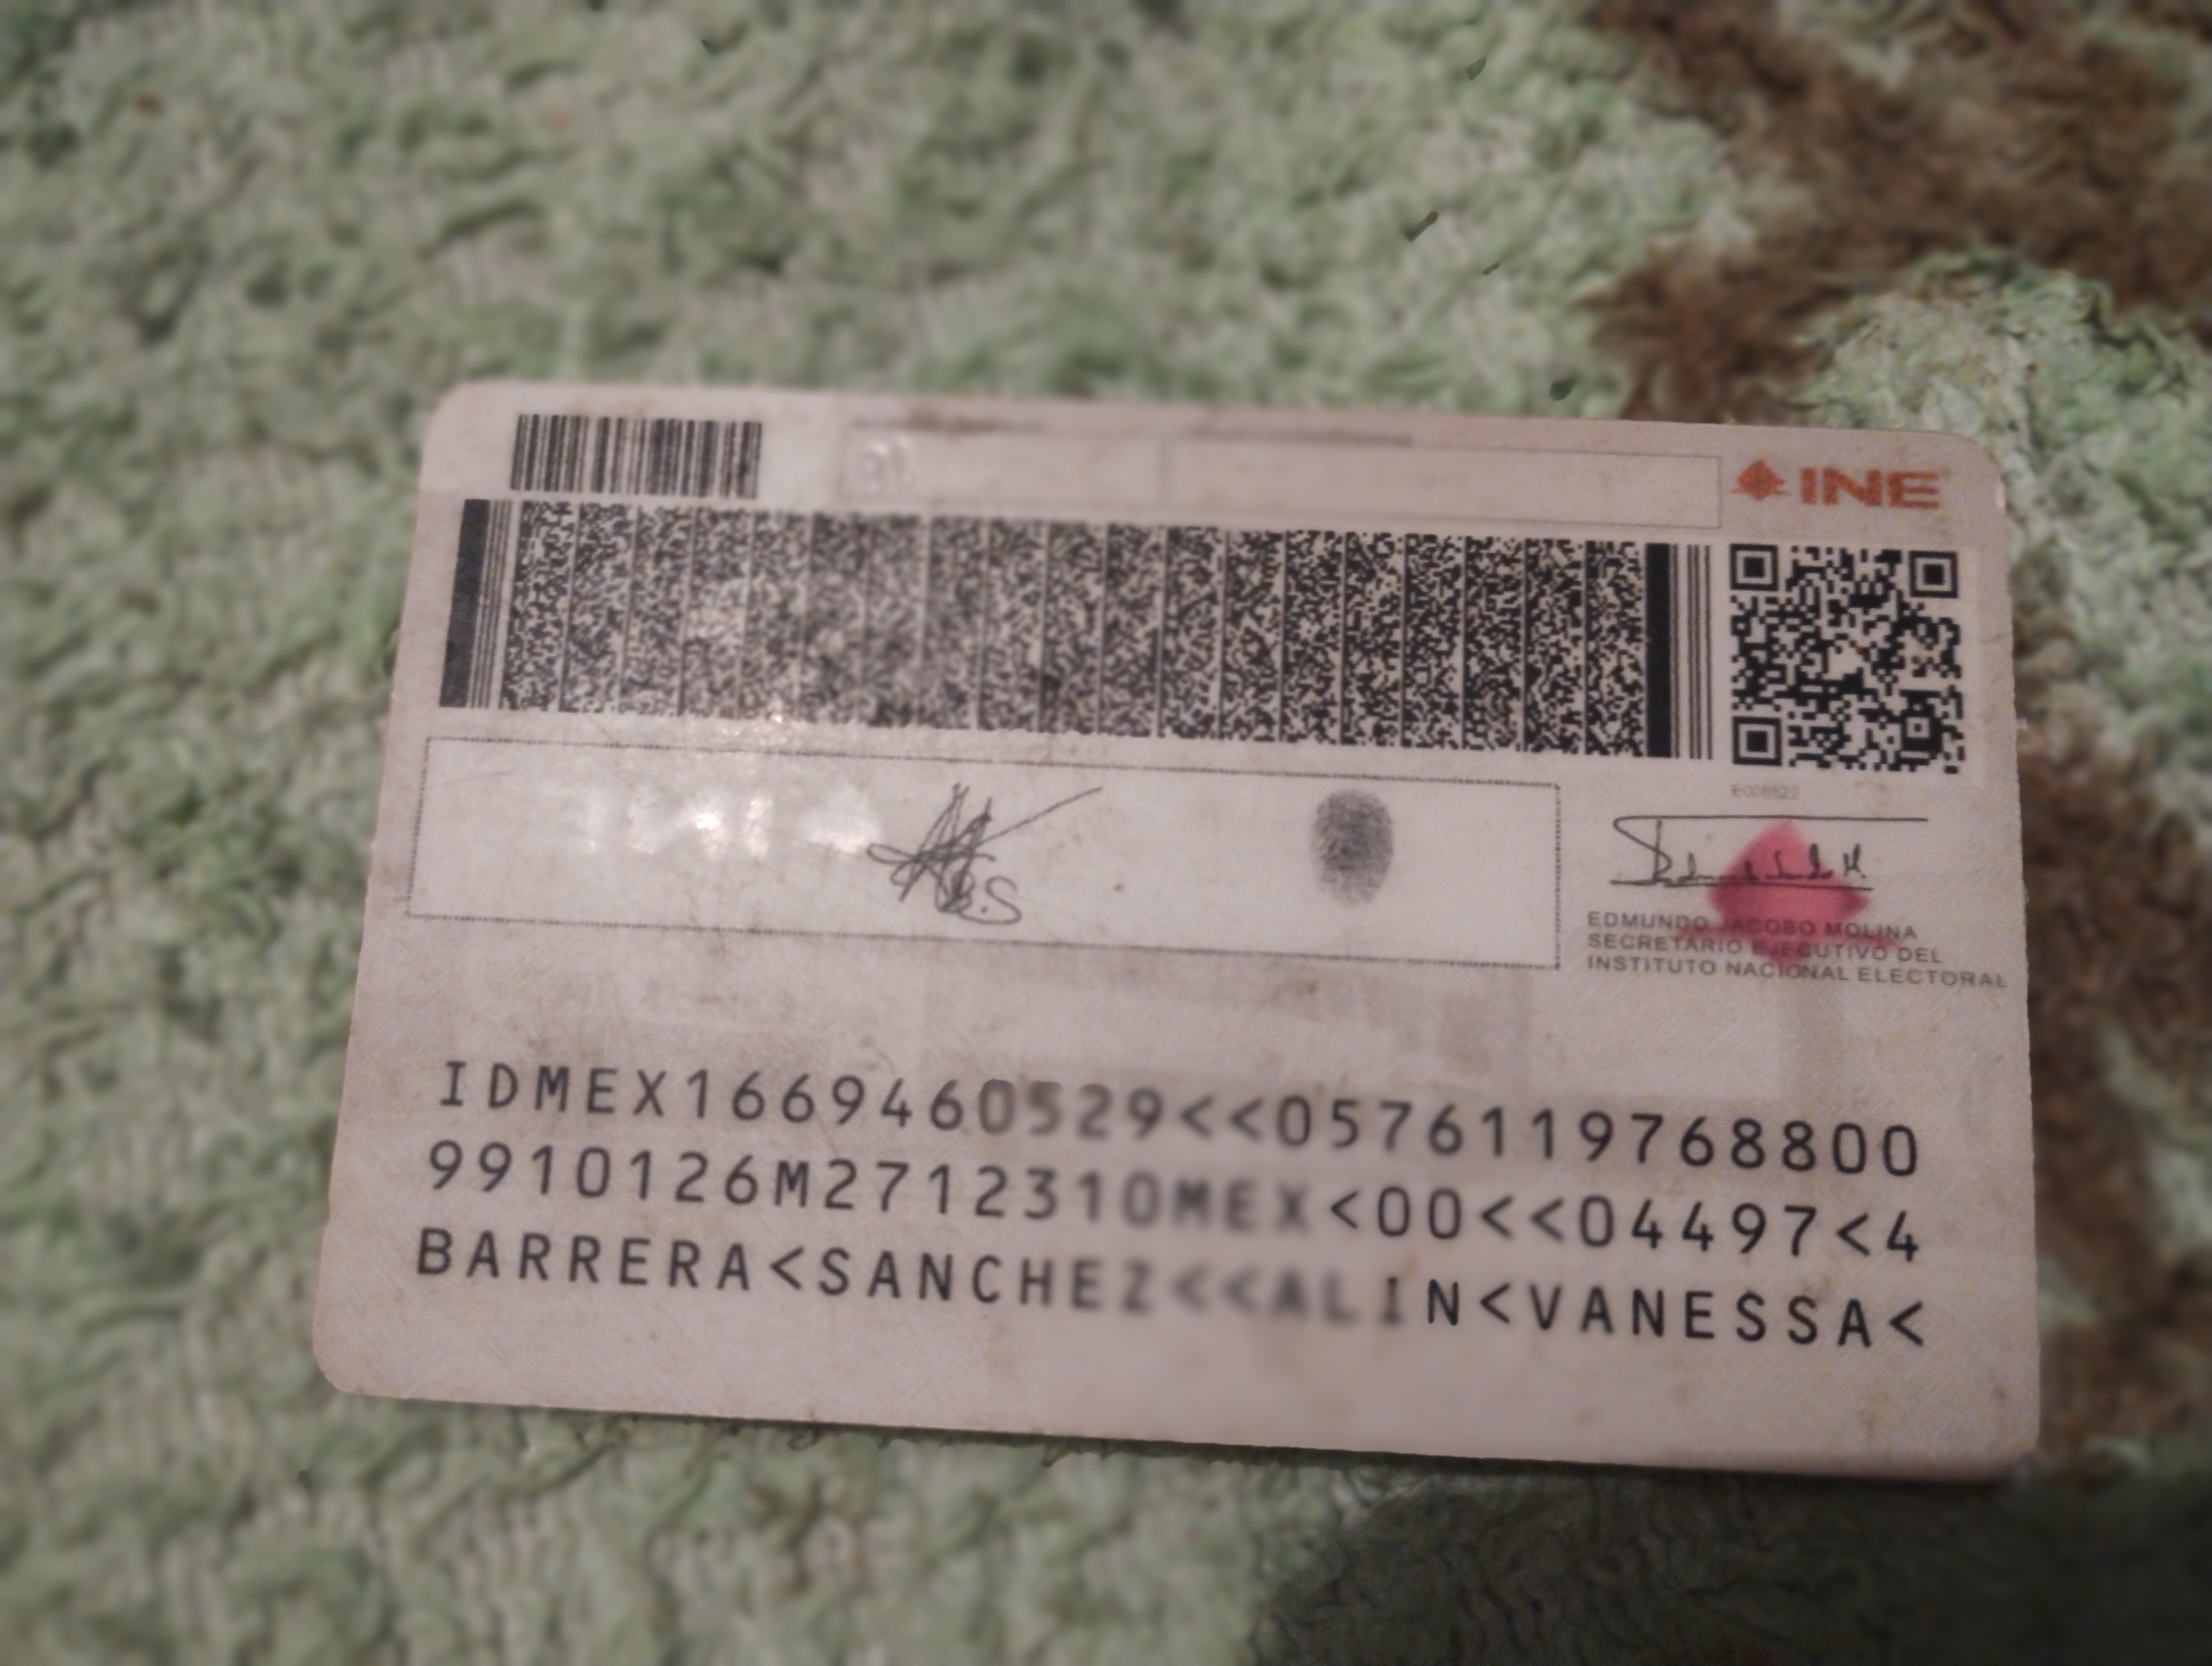 INE
EDMUNDO JACOBO MOLINA
SECRETARIO EJECUTIVO DEL
INSTITUTO NACIONAL ELECTORAL
IDMEX1669460529<<0576119768800
9910126M2712310MEX<00<<04497<4
BARRERA<SANCHEZ<<ALIN<VANESSA<